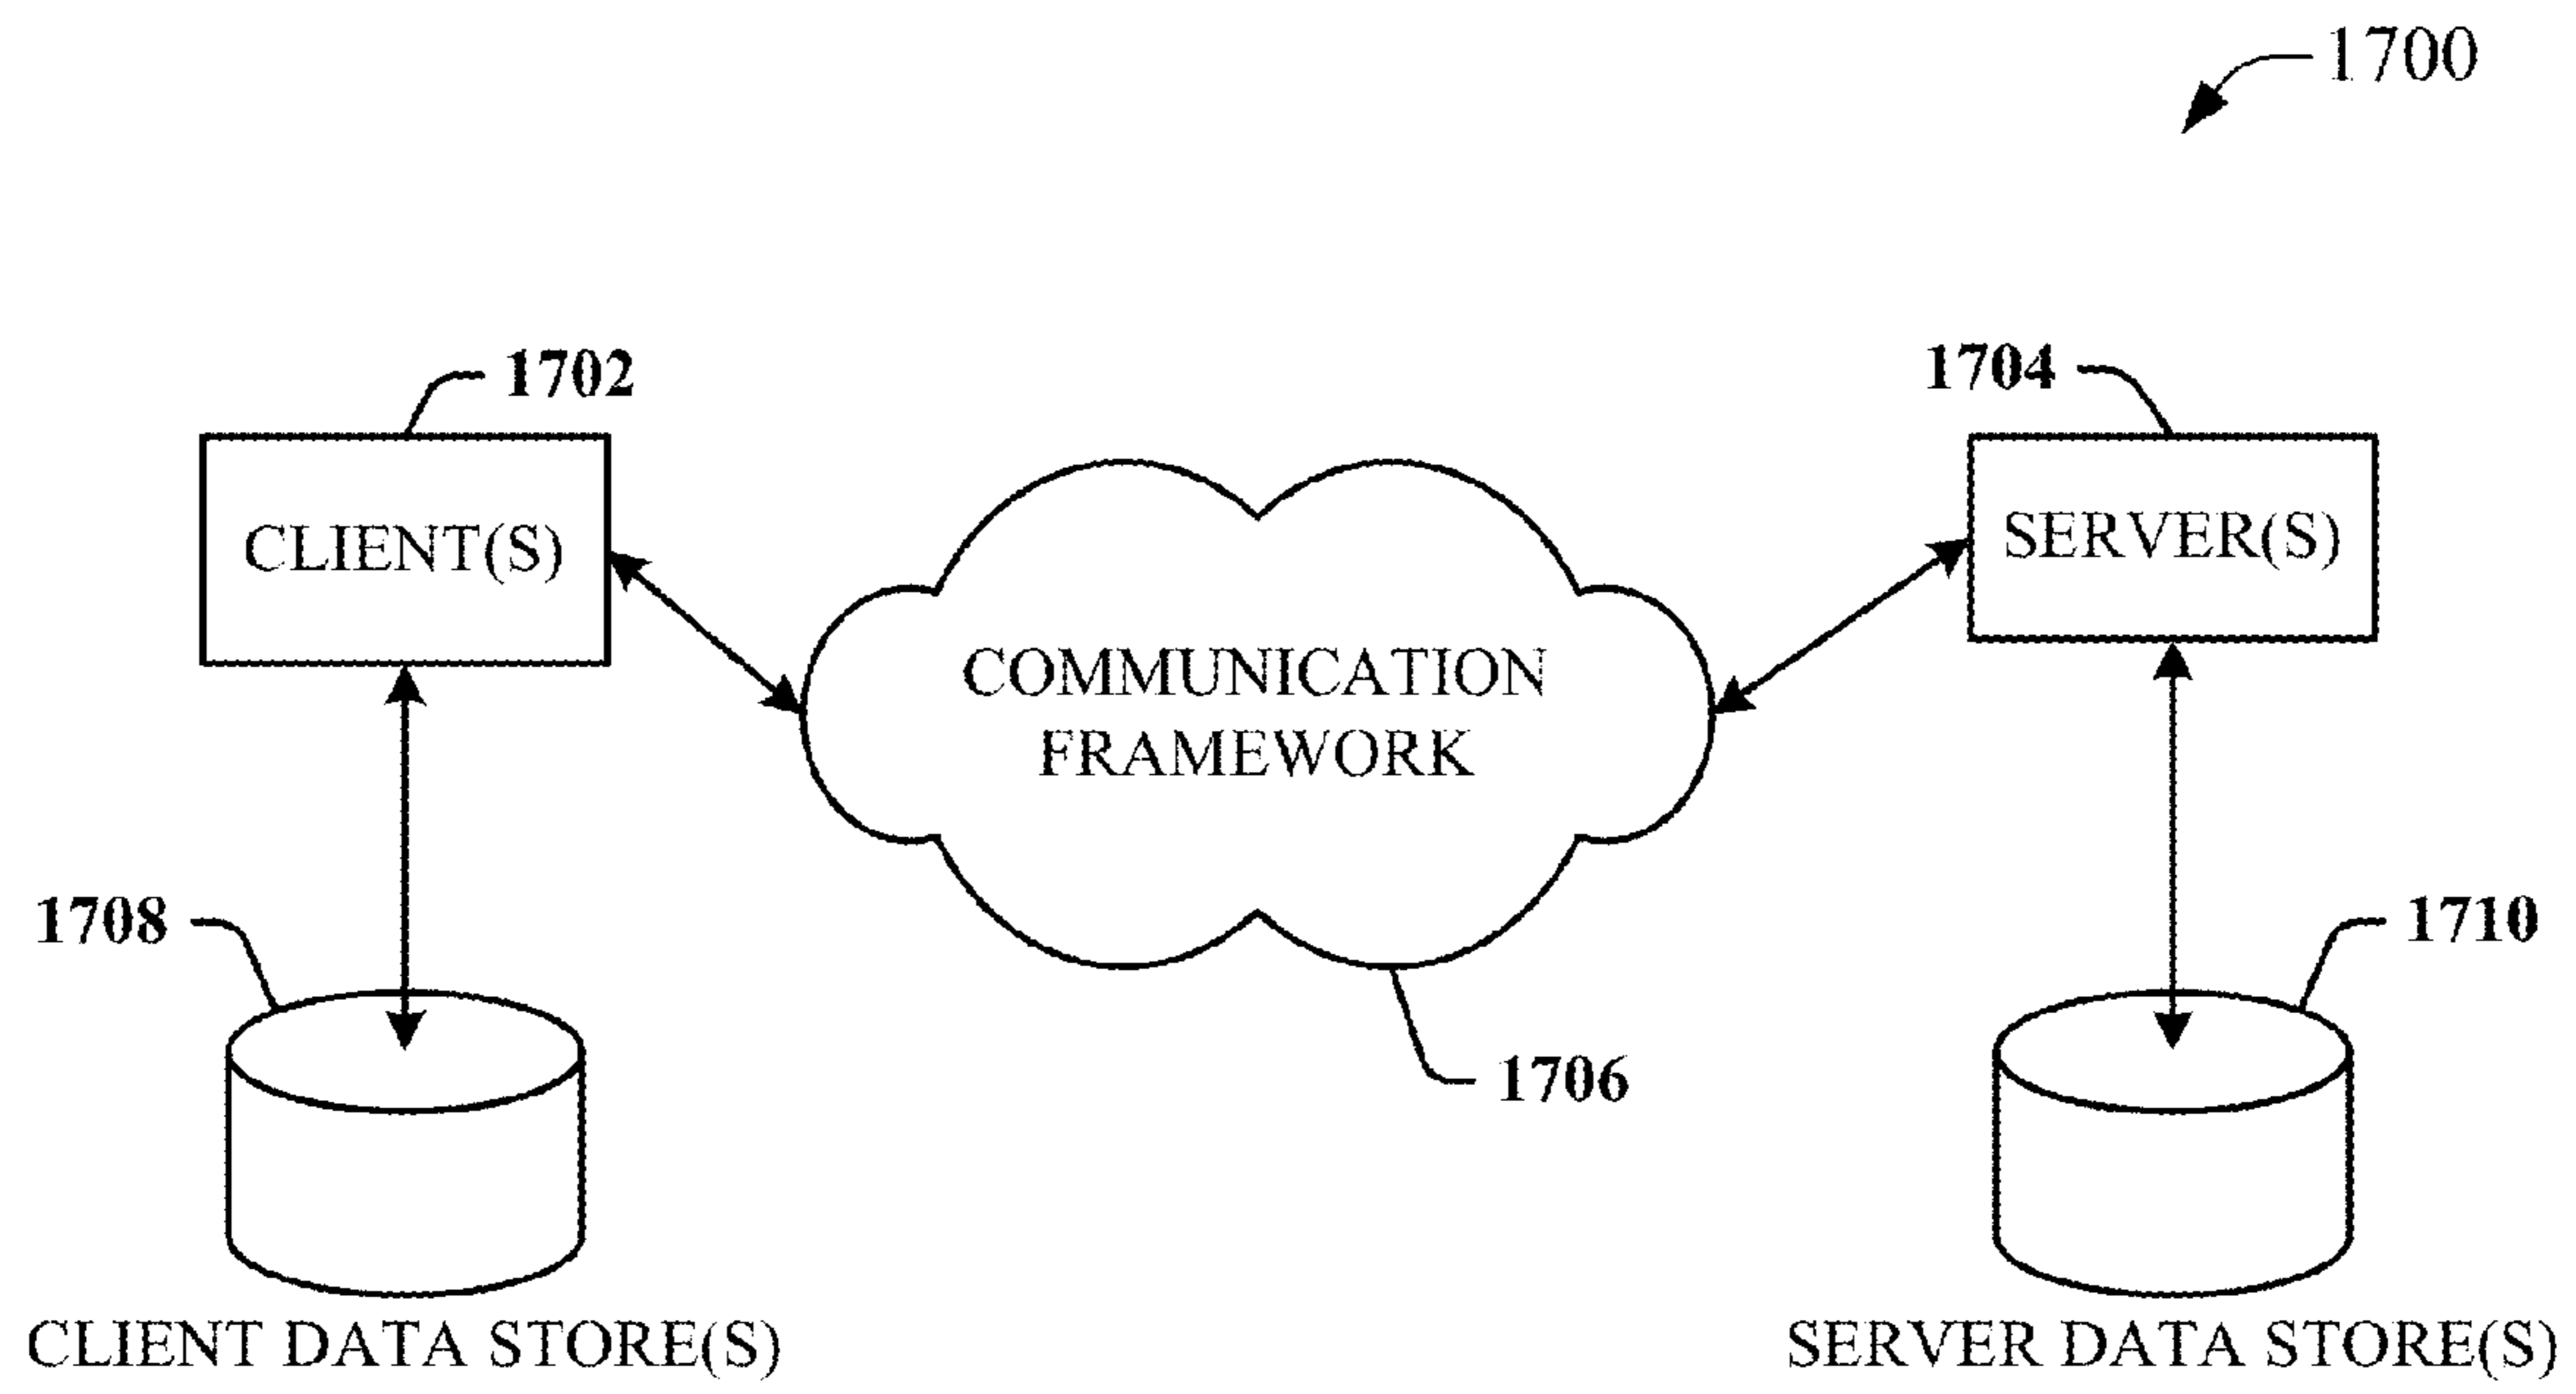 1700
1702
1704
CLIENT(S)
SERVER(S)
COMMUNICATION
FRAMEWORK
1708
1710
1706
CLIENT DATA STORE(S)
SERVER DATA STORE(S)